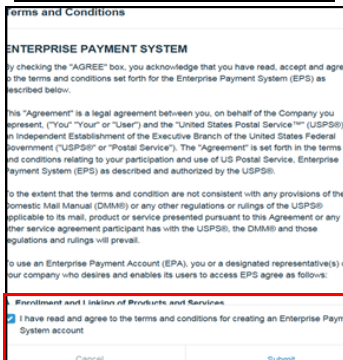 Terms and Conditions
ENTERPRISE PAYMENT SYSTEM
By checking the "AGREE" box, you acknowledge that you have read, accept and agre
to the terms and conditions set forth for the Enterprise Payment System (EPS) as
described below.
This "Agreement" is a legal agreement between you, on behalf of the Company you
represent, ("You" "Your" or "User") and the "United States Postal Service™" (USPS®)
an Independent Establishment of the Executive Branch of the United States Federal
Government ("USPS®" or "Postal Service"). The "Agreement" is set forth in the terms
and conditions relating to your participation and use of US Postal Service, Enterprise
Payment System (EPS) as described and authorized by the USPS®.
To the extent that the terms and condition are not consistent with any provisions of the
Domestic Mail Manual (DMM®) or any other regulations or rulings of the USPS®
applicable to its mail, product or service presented pursuant to this Agreement or any
other service agreement participant has with the USPS®, the DMM® and those
regulations and rulings will prevail.
To use an Enterprise Payment Account (EPA), you or a designated representative(s) o
your company who desires and enables its users to access EPS agree as follows:
Enrollment and Linking of Products and Services
I have read and agree to the terms and conditions for creating an Enterprise Paym
System account
Cancel Submit